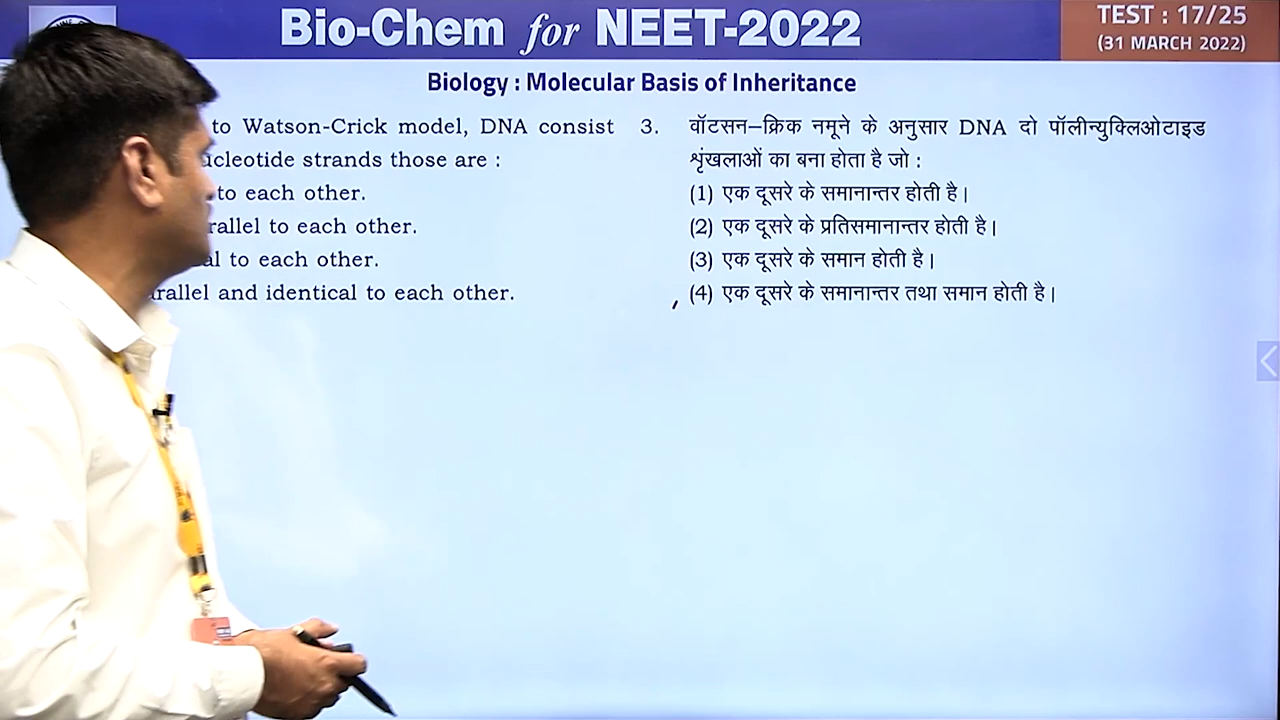 Bio-Chem for NEET-2022
TEST : 17/25
(31 MARCH 2022)
Biology : Molecular Basis of Inheritance
to Watson-Crick model, DNA consist
ucleotide strands those are :
to each other.
rallel to each other.
al to each other.
arallel and identical to each other.
3. वॉटसन–क्रिक नमूने के अनुसार DNA दो पॉलीन्युक्लिओटाइड
शृंखलाओं का बना होता है जो :
(1) एक दूसरे के समानान्तर होती है।
(2) एक दूसरे के प्रतिसमानान्तर होती है।
(3) एक दूसरे के समान होती है।
(4) एक दूसरे के समानान्तर तथा समान होती है।